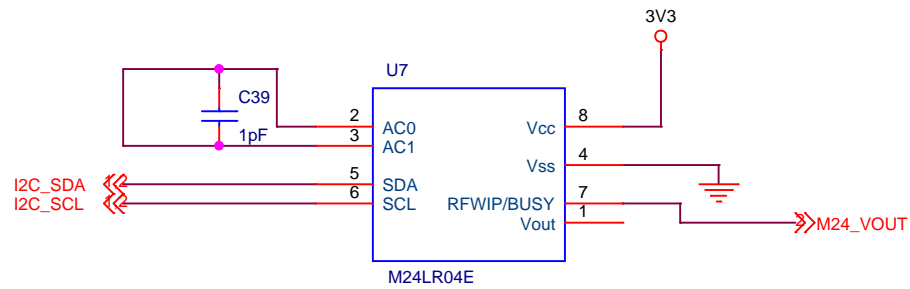 3V3
U7
C39
1pF
2
AC0
3
AC1
5
SDA
6
SCL
8
Vcc
4
Vss
7
RFWIP/BUSY
1
Vout
I2C_SDA
I2C_SCL
M24_VOUT
M24LR04E